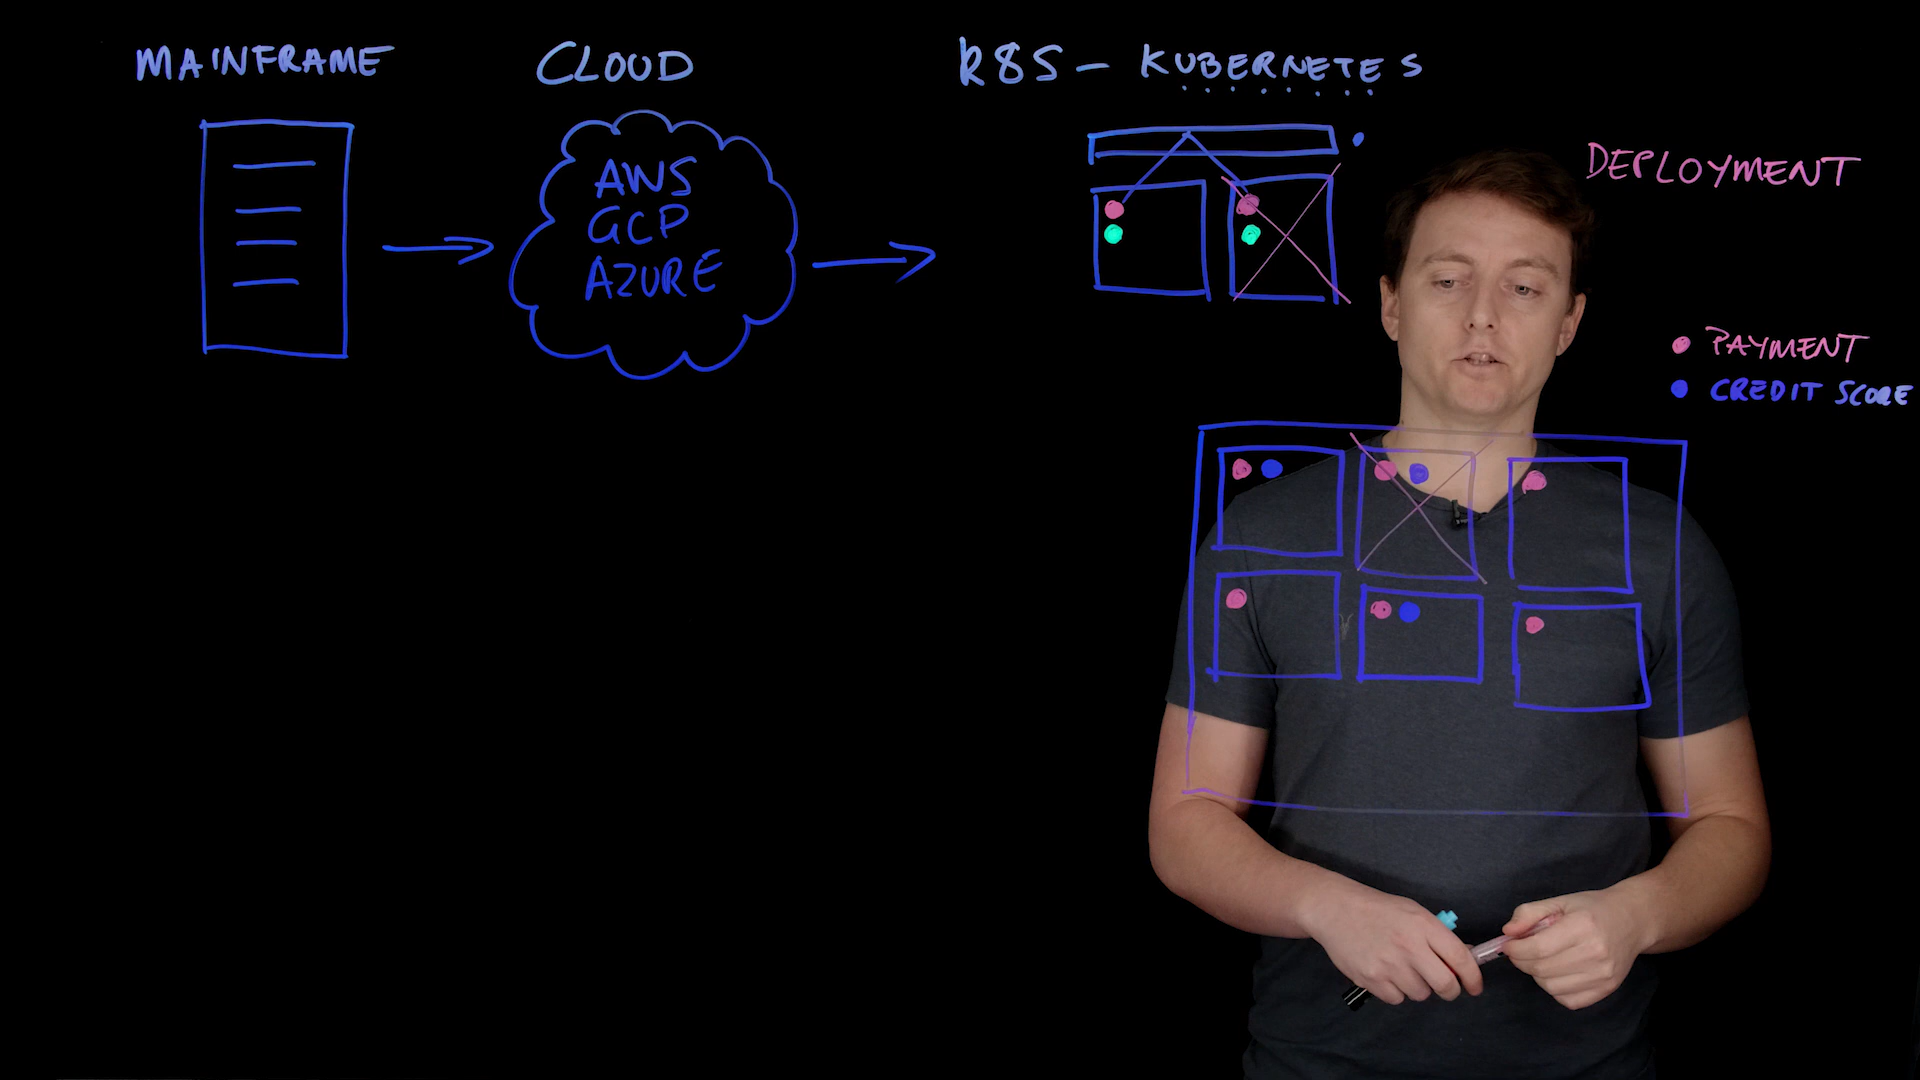 MAINFRAME
CLOUD
K8S - KUBERNETES
AWS
GCP
AZURE
DEPLOYMENT
PAYMENT
CREDIT SCORE